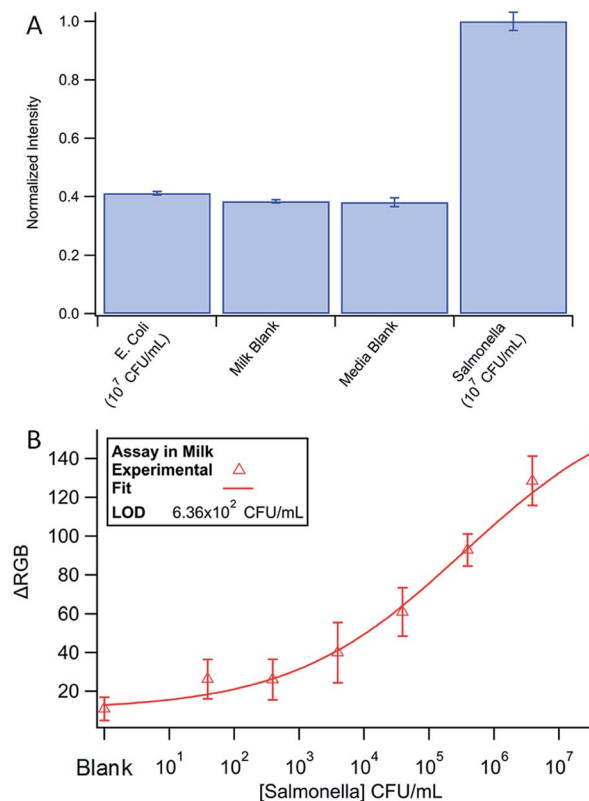 A
1.0
0.8
0.6
0.4
0.2
0.0
Normalized Intensity
E. Coli
(10⁷ CFU/mL)
Milk Blank
Media Blank
Salmonella
(10⁷ CFU/mL)
B
Assay in Milk
Experimental
Fit
LOD 6.36x10² CFU/mL
140
120
100
80
60
40
20
ΔRGB
Blank 10¹ 10² 10³ 10⁴ 10⁵ 10⁶ 10⁷
[Salmonella] CFU/mL